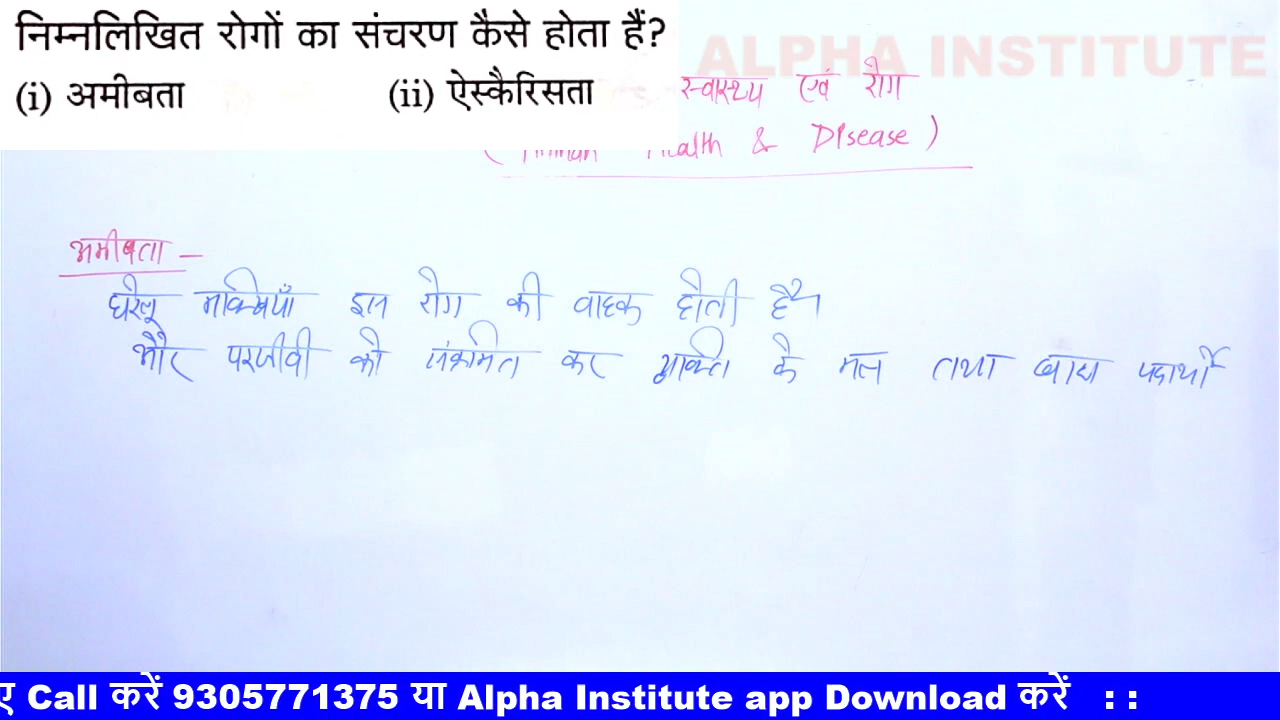 निम्नलिखित रोगों का संचरण कैसे होता हैं?
(i) अमीबता (ii) ऐस्कैरिसता
ALPHA INSTITUTE
स्वास्थ्य एवं रोग
( Human Health & Disease )
अमीबता –
घरेलू मक्खियाँ इस रोग की वाहक होती है।
और परजीवी को संक्रमित कर व्यक्ति के मल तथा खाद्य पदार्थो
ए Call करें 9305771375 या Alpha Institute app Download करें : :